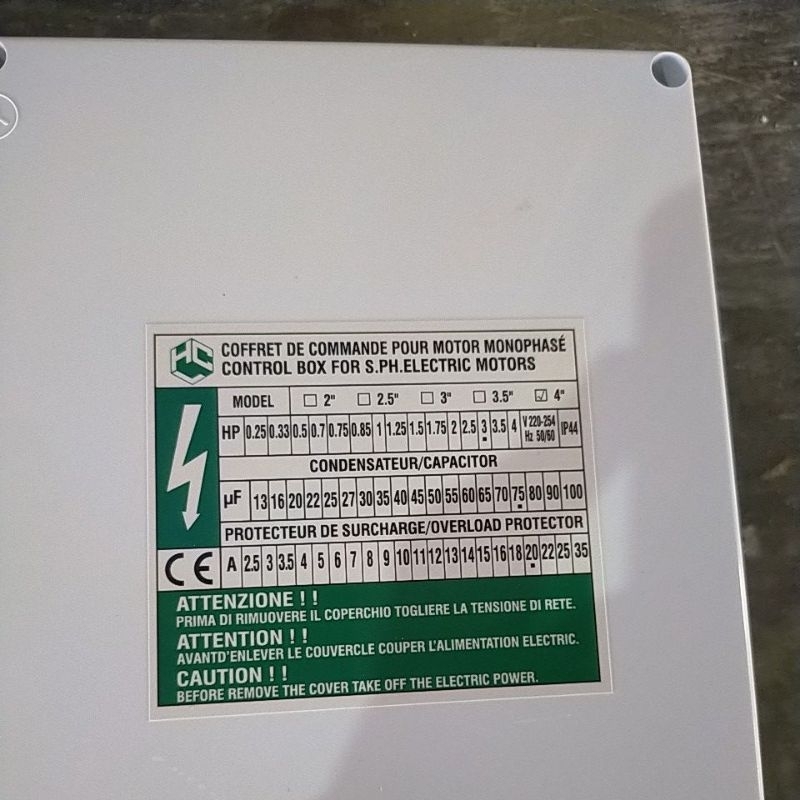 HCL
COFFRET DE COMMANDE POUR MOTOR MONOPHASÉ
CONTROL BOX FOR S.PH.ELECTRIC MOTORS
MODEL ☐ 2" ☐ 2.5" ☐ 3" ☐ 3.5" ☑ 4"
HP 0.25 0.33 0.5 0.7 0.75 0.85 1 1.25 1.5 1.75 2 2.5 3 3.5 4 V 220-254 Hz 50/60 IP44
CONDENSATEUR/CAPACITOR
µF 13 16 20 22 25 27 30 35 40 45 50 55 60 65 70 75 80 90 100
PROTECTEUR DE SURCHARGE/OVERLOAD PROTECTOR
CE A 2.5 3 3.5 4 5 6 7 8 9 10 11 12 13 14 15 16 18 20 22 25 35
ATTENZIONE ! !
PRIMA DI RIMUOVERE IL COPERCHIO TOGLIERE LA TENSIONE DI RETE.
ATTENTION ! !
AVANTD'ENLEVER LE COUVERCLE COUPER L'ALIMENTATION ELECTRIC.
CAUTION ! !
BEFORE REMOVE THE COVER TAKE OFF THE ELECTRIC POWER.